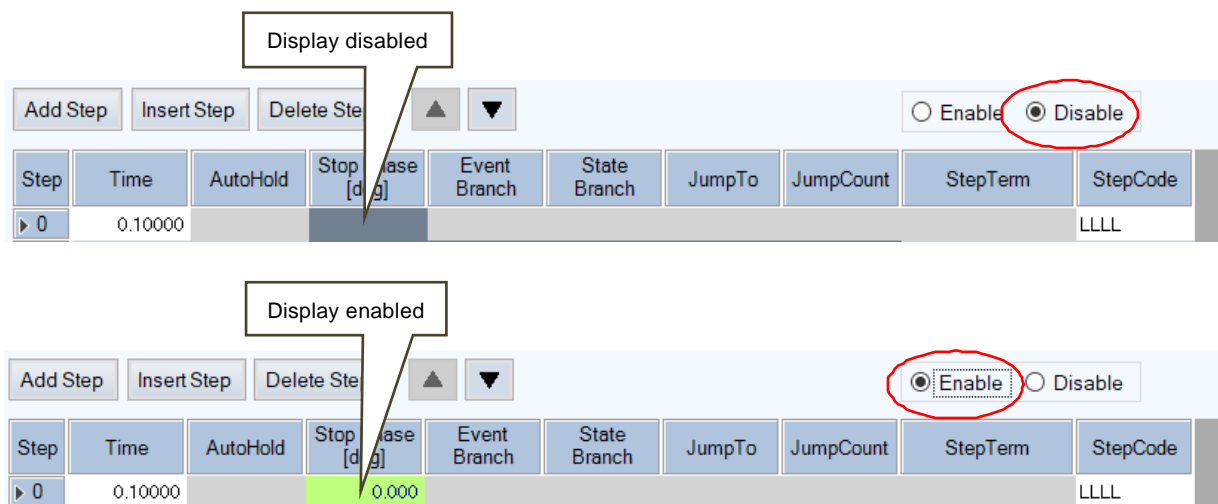 Display disabled
Add Step Insert Step Delete Ste
Enable Disable
Step Time AutoHold Stop hase [deg] Event Branch State Branch JumpTo JumpCount StepTerm StepCode
0 0.10000 LLLL
Display enabled
Add Step Insert Step Delete Ste
Enable Disable
Step Time AutoHold Stop hase [deg] Event Branch State Branch JumpTo JumpCount StepTerm StepCode
0 0.10000 0.000 LLLL